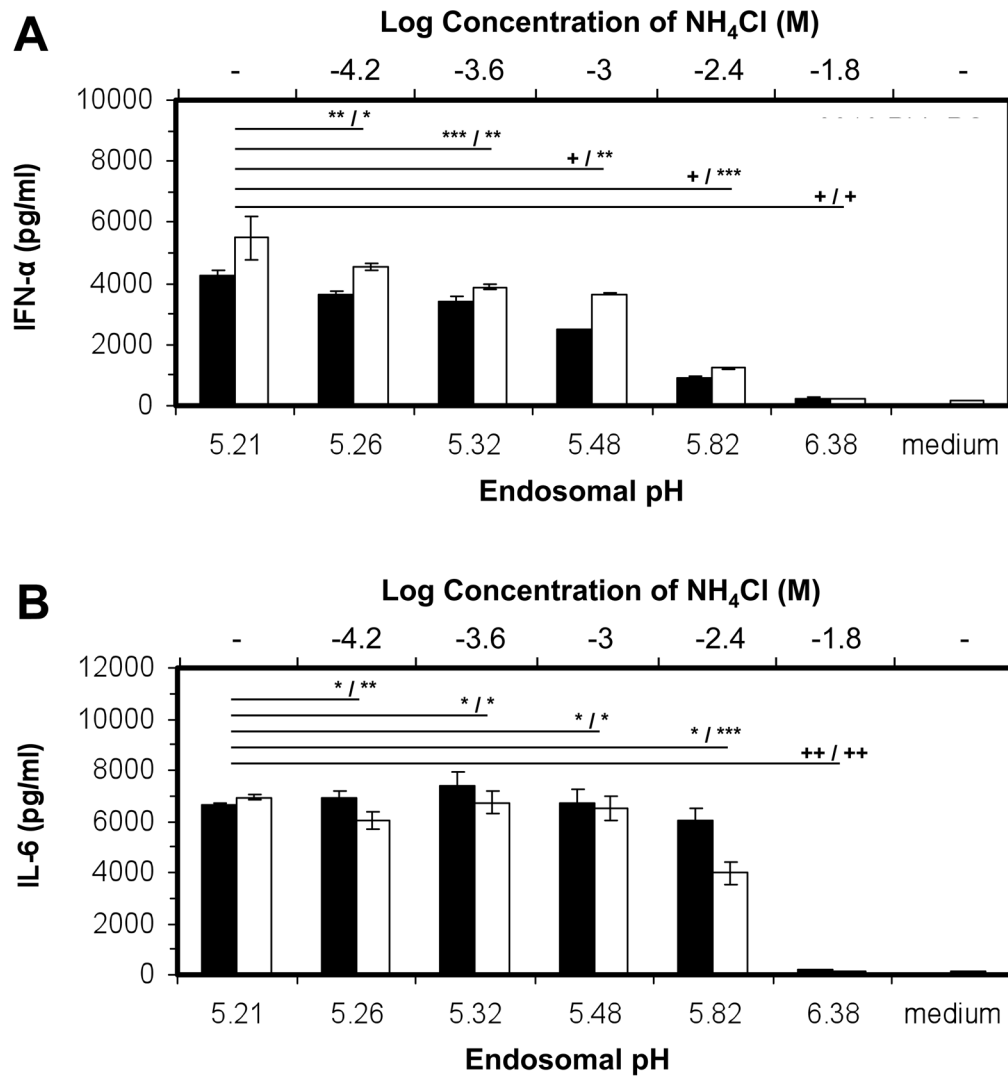 A
Log Concentration of NH₄Cl (M)
- -4.2 -3.6 -3 -2.4 -1.8 -
IFN-α (pg/ml)
10000
8000
6000
4000
2000
0
** / *
*** / **
+ / **
+ / ***
+ / +
5.21 5.26 5.32 5.48 5.82 6.38 medium
Endosomal pH
B
Log Concentration of NH₄Cl (M)
- -4.2 -3.6 -3 -2.4 -1.8 -
IL-6 (pg/ml)
12000
10000
8000
6000
4000
2000
0
* / **
* / *
* / *
* / ***
++ / ++
5.21 5.26 5.32 5.48 5.82 6.38 medium
Endosomal pH